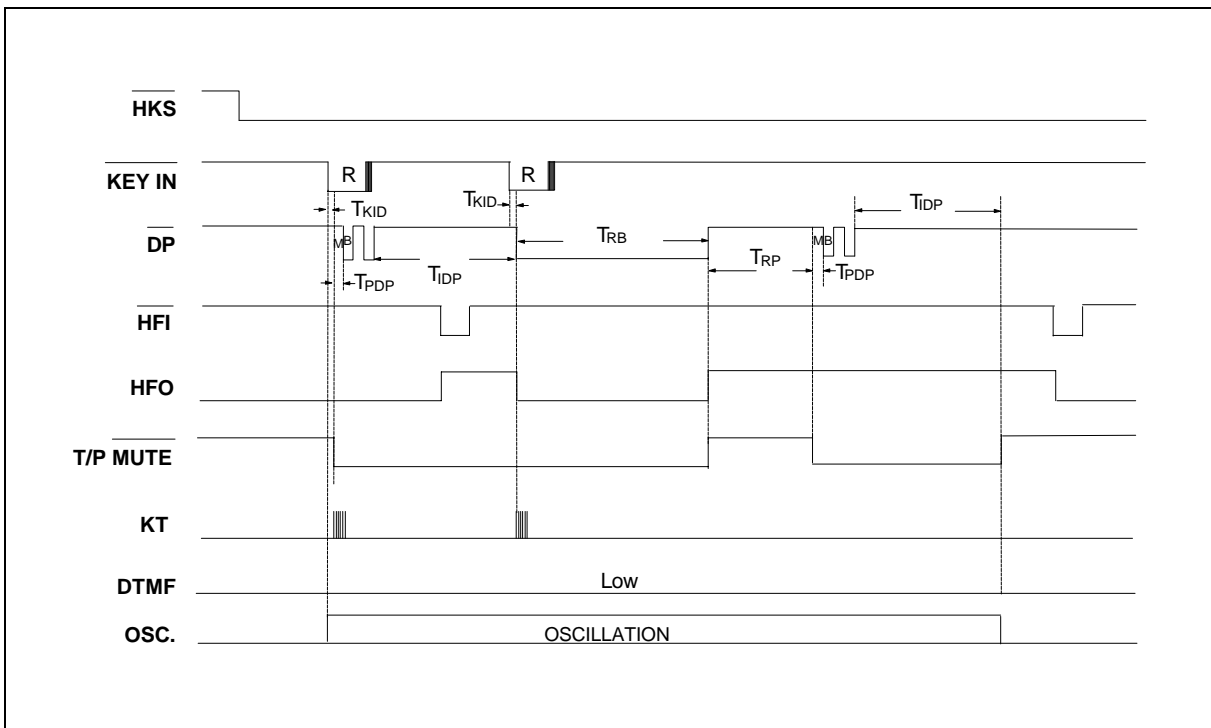 HKS
KEY IN
R
R
TKID
TKID
DP
MB
TIDP
TRB
TRP
MB
TPDP
TIDP
TPDP
HFI
HFO
T/P MUTE
KT
DTMF
Low
OSC.
OSCILLATION